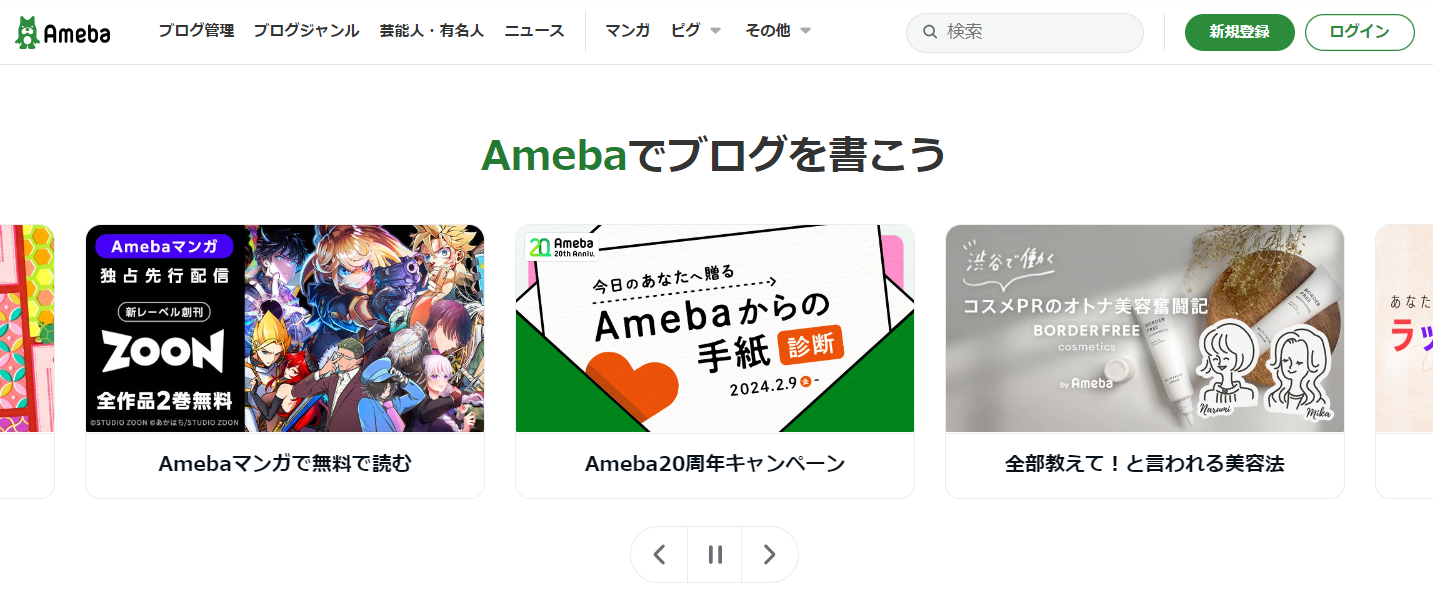 Ameba
ブログ管理
ブログジャンル
芸能人・有名人
ニュース
マンガ
ピグ
その他
検索
新規登録
ログイン
Amebaでブログを書こう
Amebaマンガ
独占先行配信
新レーベル創刊
ZOON
全作品2巻無料
©STUDIO ZOON ©あかはち/STUDIO ZOON
Amebaマンガで無料で読む
20 Ameba
20th Anniv.
今日のあなたへ贈る
Amebaからの
手紙 診断
2024.2.9 金 -
Ameba20周年キャンペーン
渋谷で働く
コスメPRのオトナ美容奮闘記
BORDER FREE
cosmetics
by Ameba
BORDER
FREE
BORDER
FREE
Narumi
Mika
全部教えて！と言われる美容法
あなた
ラッ